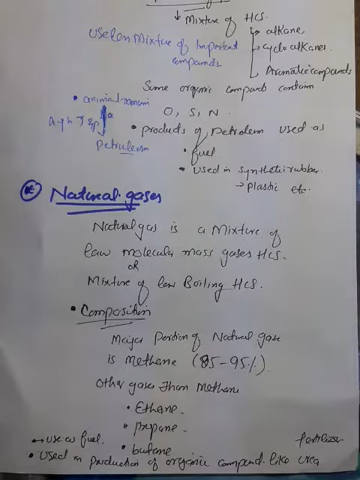 ↓ Mixture of HCs.
→ alkane,
→ cyclo alkanes
→ Aromatic compounds
Useful Mixture of Important
compounds
Some organic compounds contain
O, S, N
• animal remain
High T &p
petroleum
• products of petroleum used as
• fuel
• used in synthetic rubber
→ plastic etc.
Natural gases
Natural gas is a Mixture of
low molecular mass gases HCs.
or
Mixture of low Boiling HCs.
• Composition
Major portion of Natural gase
is Methane (85-95%)
Other gases Than Methane
• Ethane.
• propane.
• butane
→ use as fuel.
fertilizer
• Used in production of organic compound like urea